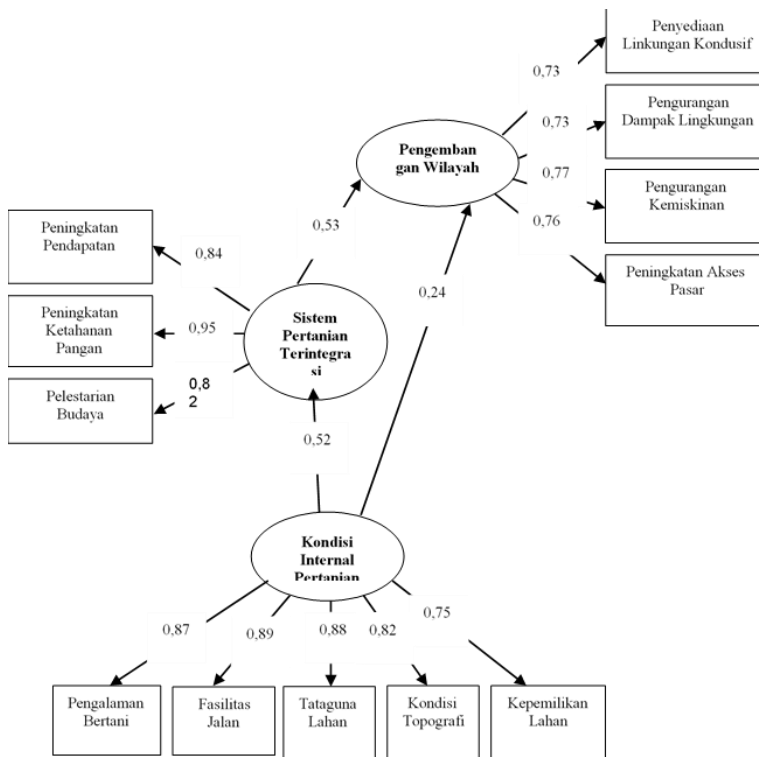 Penyediaan
Linkungan Kondusif
0,73
Pengurangan
Dampak Lingkungan
0,73
Pengemban
gan Wilayah
0,77
Pengurangan
Kemiskinan
0,76
Peningkatan Akses
Pasar
0,53
0,24
Peningkatan
Pendapatan
0,84
Peningkatan
Ketahanan
Pangan
0,95
Sistem
Pertanian
Terintegra
si
Pelestarian
Budaya
0,8
2
0,52
Kondisi
Internal
Pertanian
0,87
0,89
0,88
0,82
0,75
Pengalaman
Bertani
Fasilitas
Jalan
Tataguna
Lahan
Kondisi
Topografi
Kepemilikan
Lahan